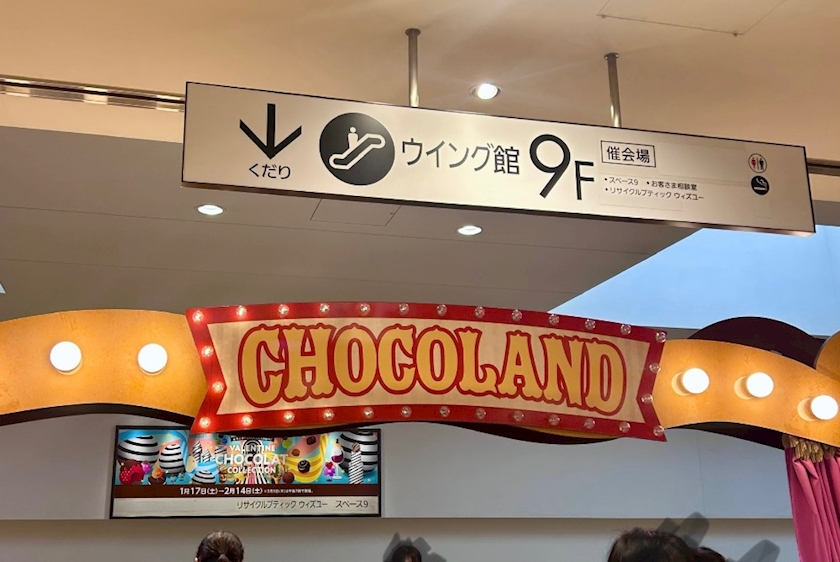 くだり
ウイング館
9F
催会場
•スペース9 •お客さま相談室
•リサイクルブティック ウィズユー
CHOCOLAND
VALENTINE
CHOCOLAT
COLLECTION
1月17日(土)→2月14日(土)
リサイクルブティック ウィズユー スペース9